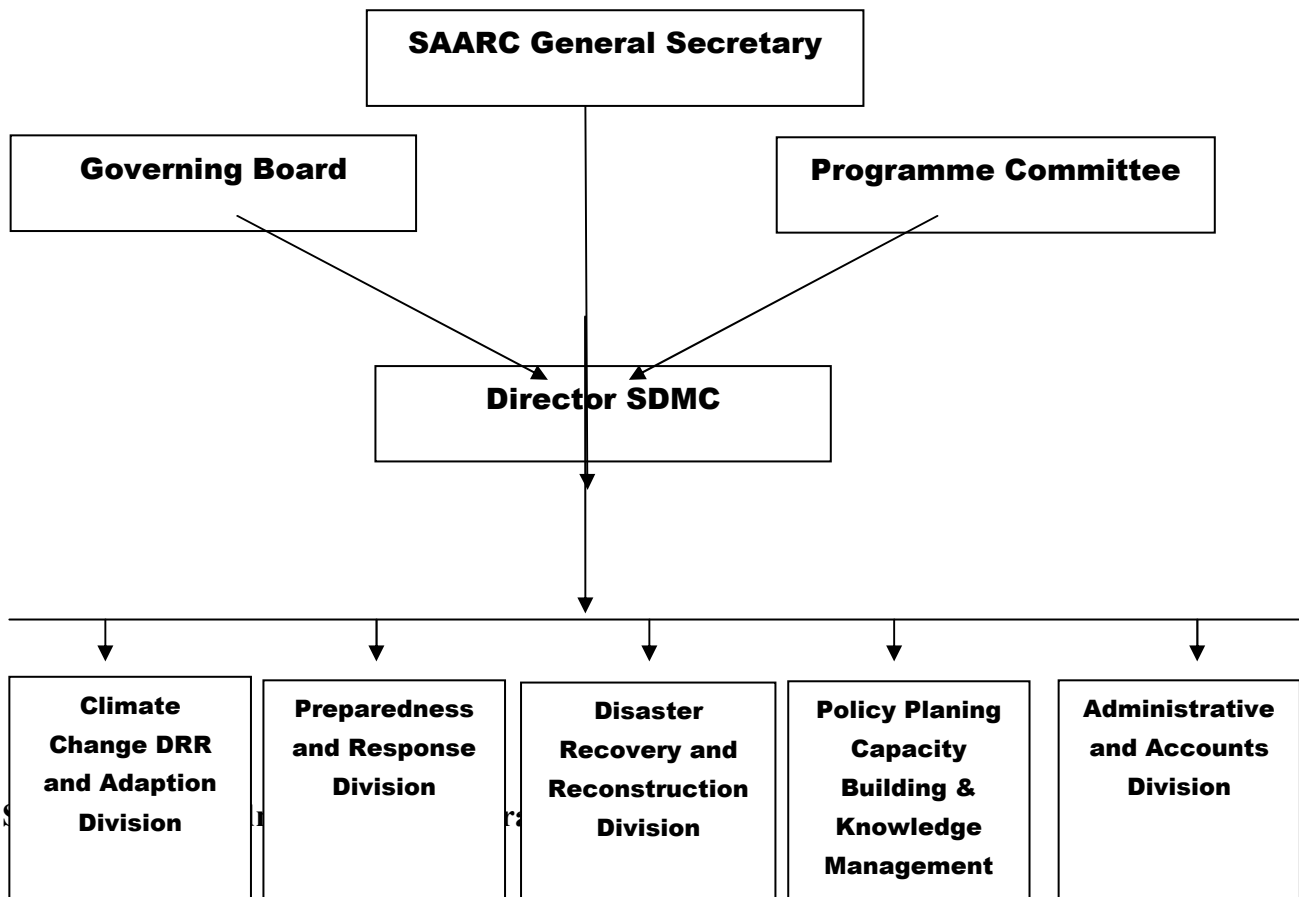 SAARC General Secretary
Governing Board
Programme Committee
Director SDMC
Climate
Change DRR
and Adaption
Division
Preparedness
and Response
Division
Disaster
Recovery and
Reconstruction
Division
Policy Planing
Capacity
Building &
Knowledge
Management
Administrative
and Accounts
Division